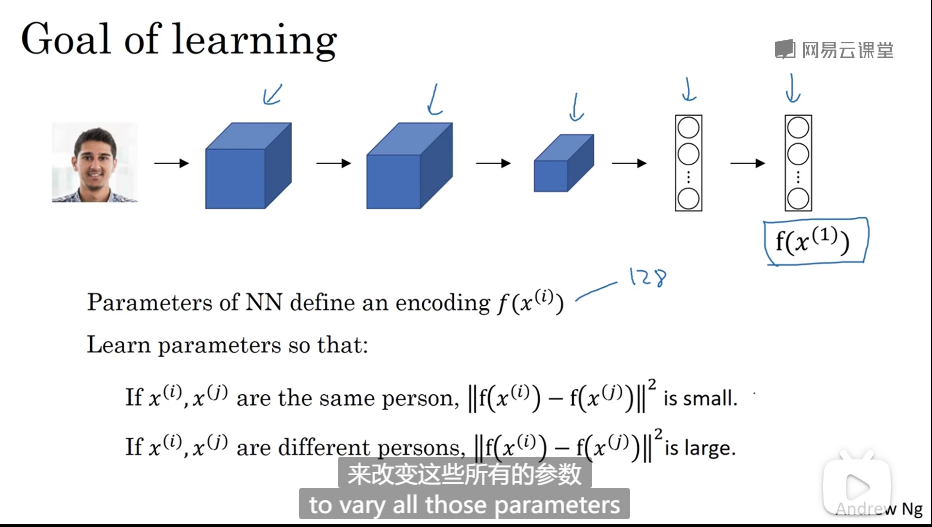 Goal of learning
网易云课堂
f(x⁽¹⁾)
128
Parameters of NN define an encoding f(x⁽ⁱ⁾)
Learn parameters so that:
If x⁽ⁱ⁾, x⁽ʲ⁾ are the same person, ‖f(x⁽ⁱ⁾) − f(x⁽ʲ⁾)‖² is small.
If x⁽ⁱ⁾, x⁽ʲ⁾ are different persons, ‖f(x⁽ⁱ⁾) − f(x⁽ʲ⁾)‖² is large.
来改变这些所有的参数
to vary all those parameters
Andrew Ng